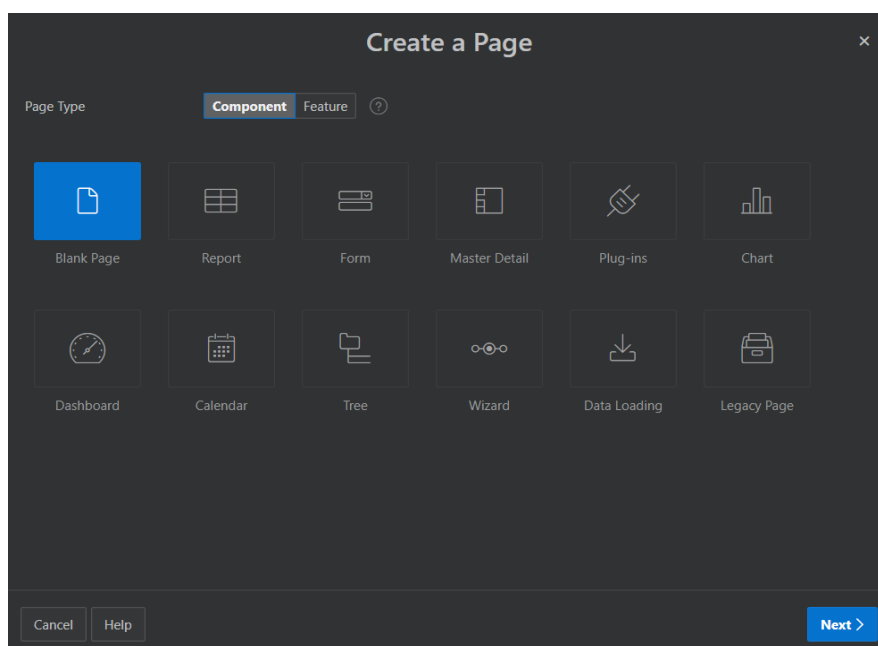 Create a Page
Page Type Component Feature ?
Blank Page Report Form Master Detail Plug-ins Chart
Dashboard Calendar Tree Wizard Data Loading Legacy Page
Cancel Help Next